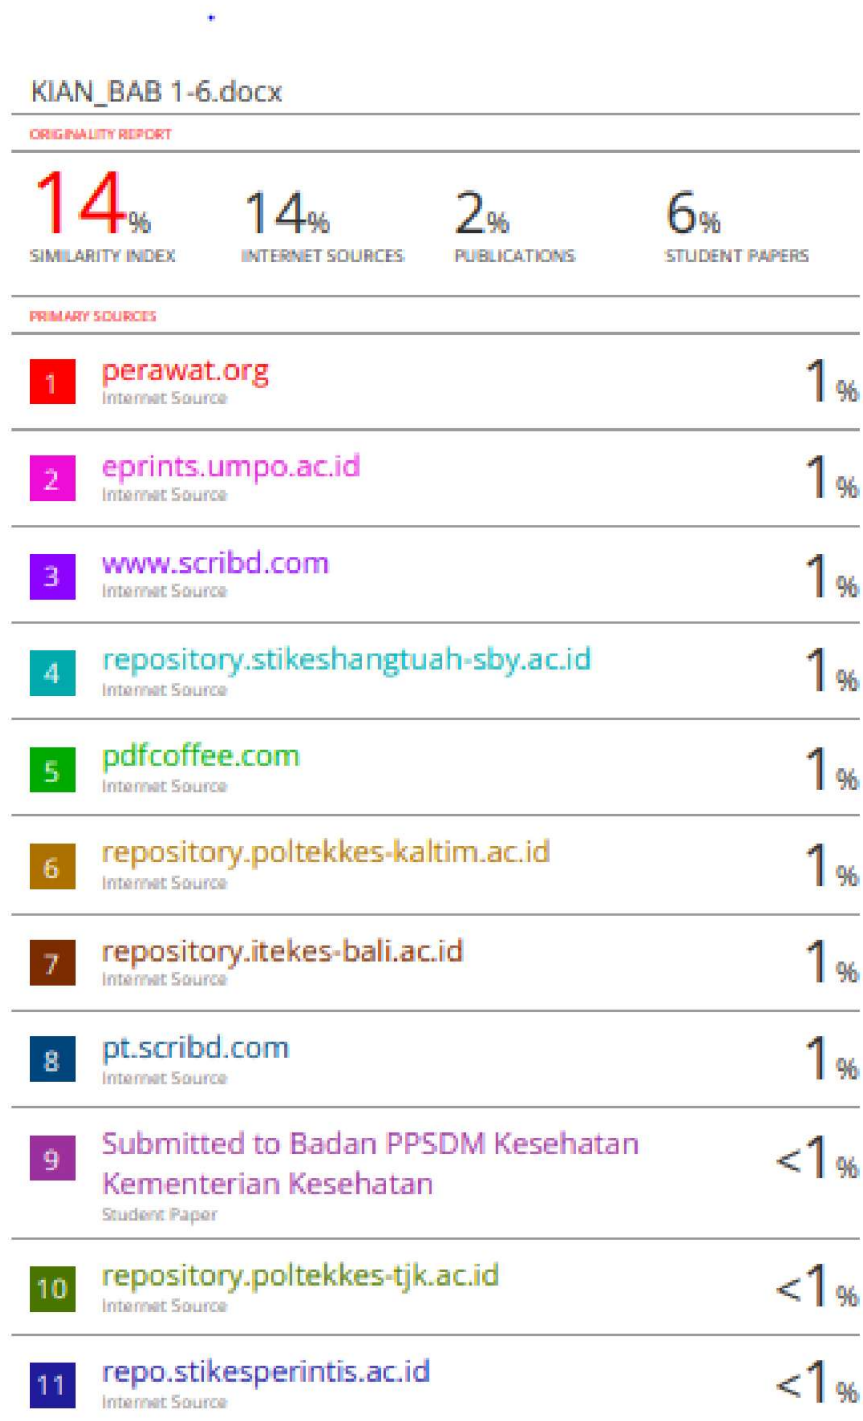 KIAN_BAB 1-6.docx
ORIGINALITY REPORT
14% 14% 2% 6%
SIMILARITY INDEX INTERNET SOURCES PUBLICATIONS STUDENT PAPERS
PRIMARY SOURCES
1 perawat.org 1%
Internet Source
2 eprints.umpo.ac.id 1%
Internet Source
3 www.scribd.com 1%
Internet Source
4 repository.stikeshangtuah-sby.ac.id 1%
Internet Source
5 pdfcoffee.com 1%
Internet Source
6 repository.poltekkes-kaltim.ac.id 1%
Internet Source
7 repository.itekes-bali.ac.id 1%
Internet Source
8 pt.scribd.com 1%
Internet Source
9 Submitted to Badan PPSDM Kesehatan <1%
Kementerian Kesehatan
Student Paper
10 repository.poltekkes-tjk.ac.id <1%
Internet Source
11 repo.stikesperintis.ac.id <1%
Internet Source